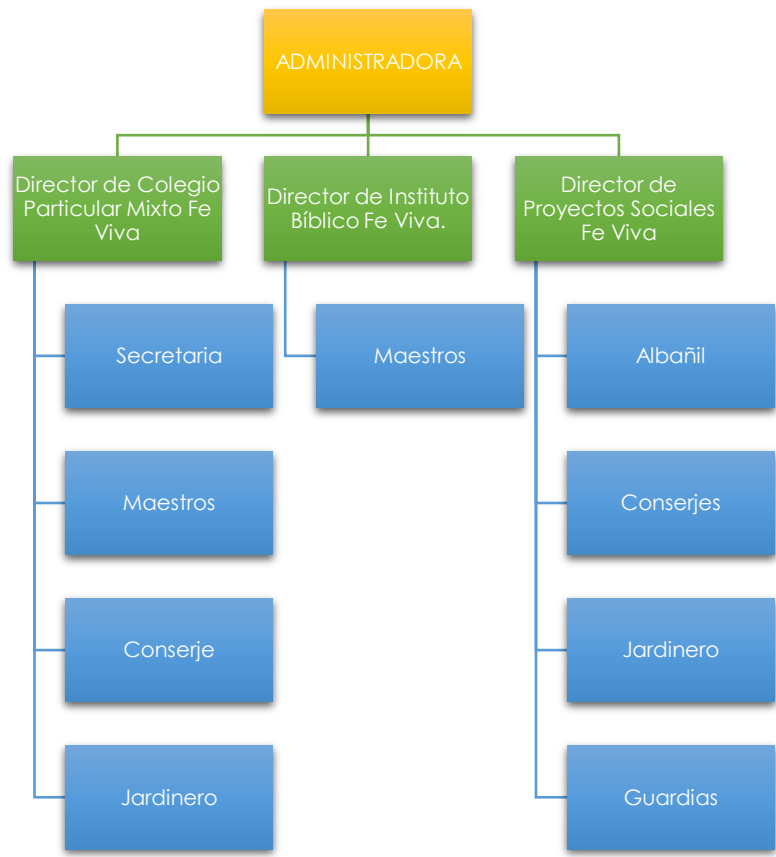 ADMINISTRADORA
Director de Colegio
Particular Mixto Fe
Viva
Director de Instituto
Bíblico Fe Viva.
Director de
Proyectos Sociales
Fe Viva
Secretaria
Maestros
Conserje
Jardinero
Maestros
Albañil
Conserjes
Jardinero
Guardias